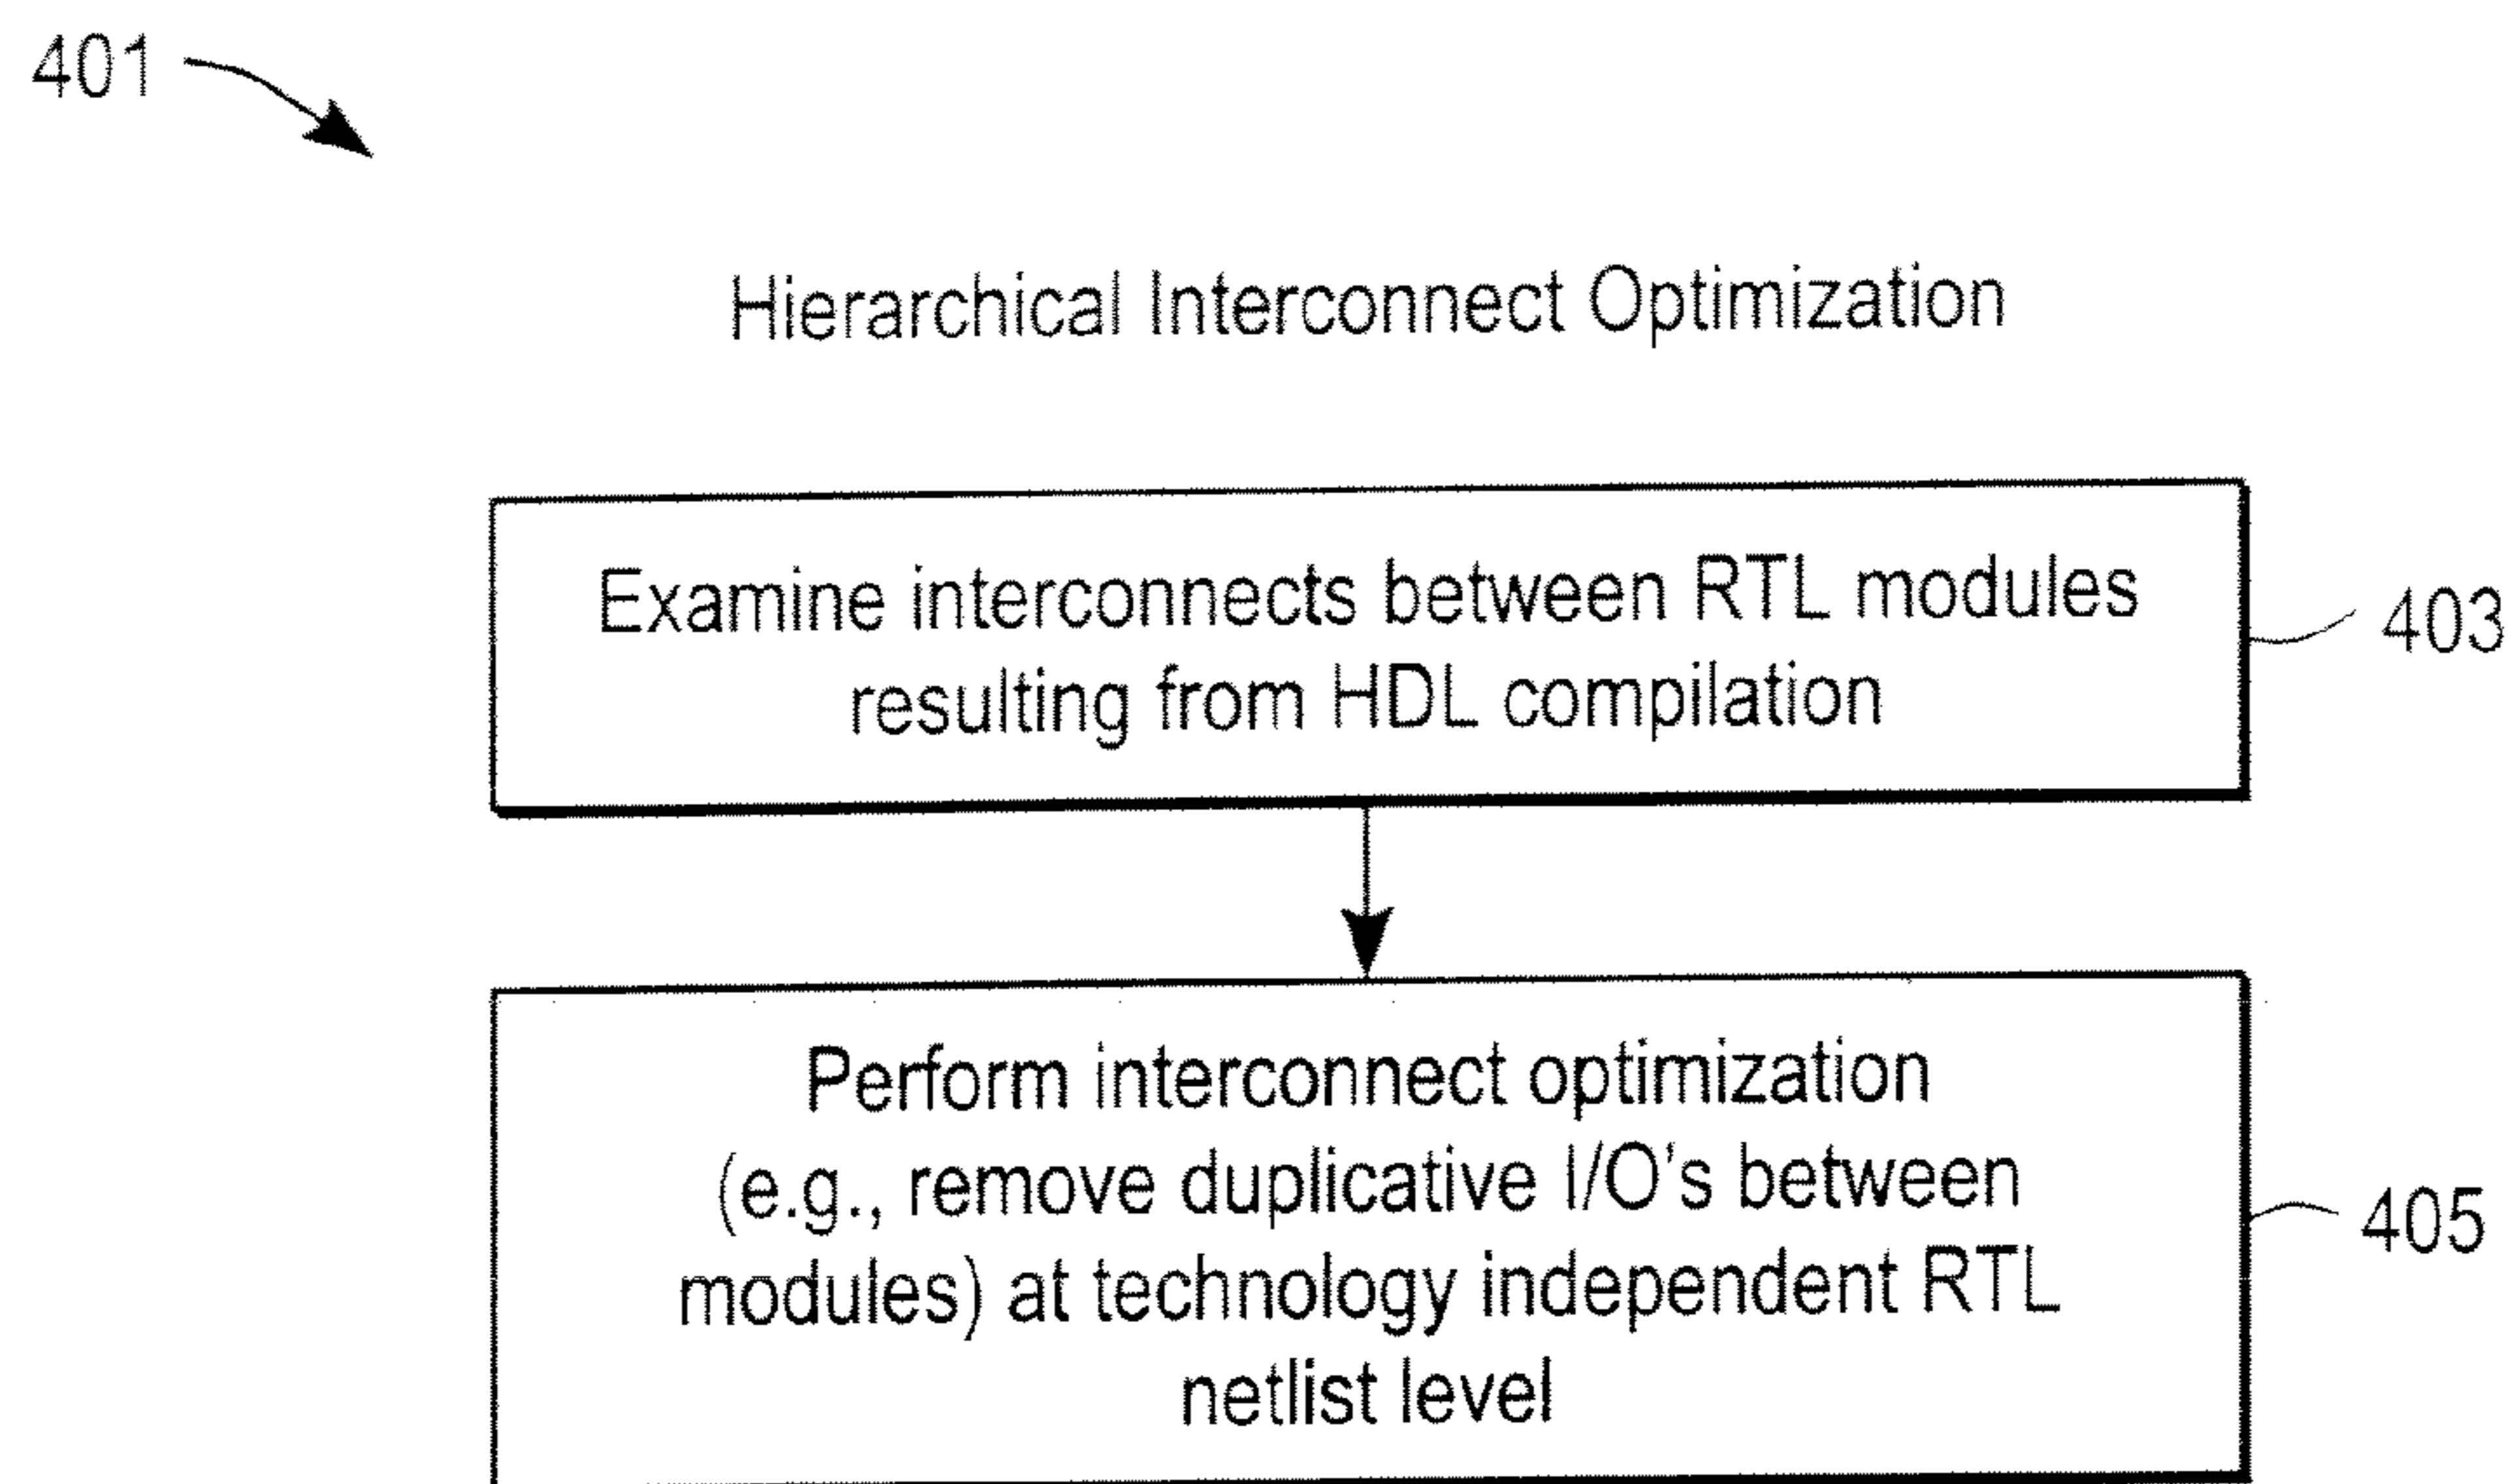 401
Hierarchical Interconnect Optimization
Examine interconnects between RTL modules
resulting from HDL compilation
403
Perform interconnect optimization
(e.g., remove duplicative I/O's between
modules) at technology independent RTL
netlist level
405